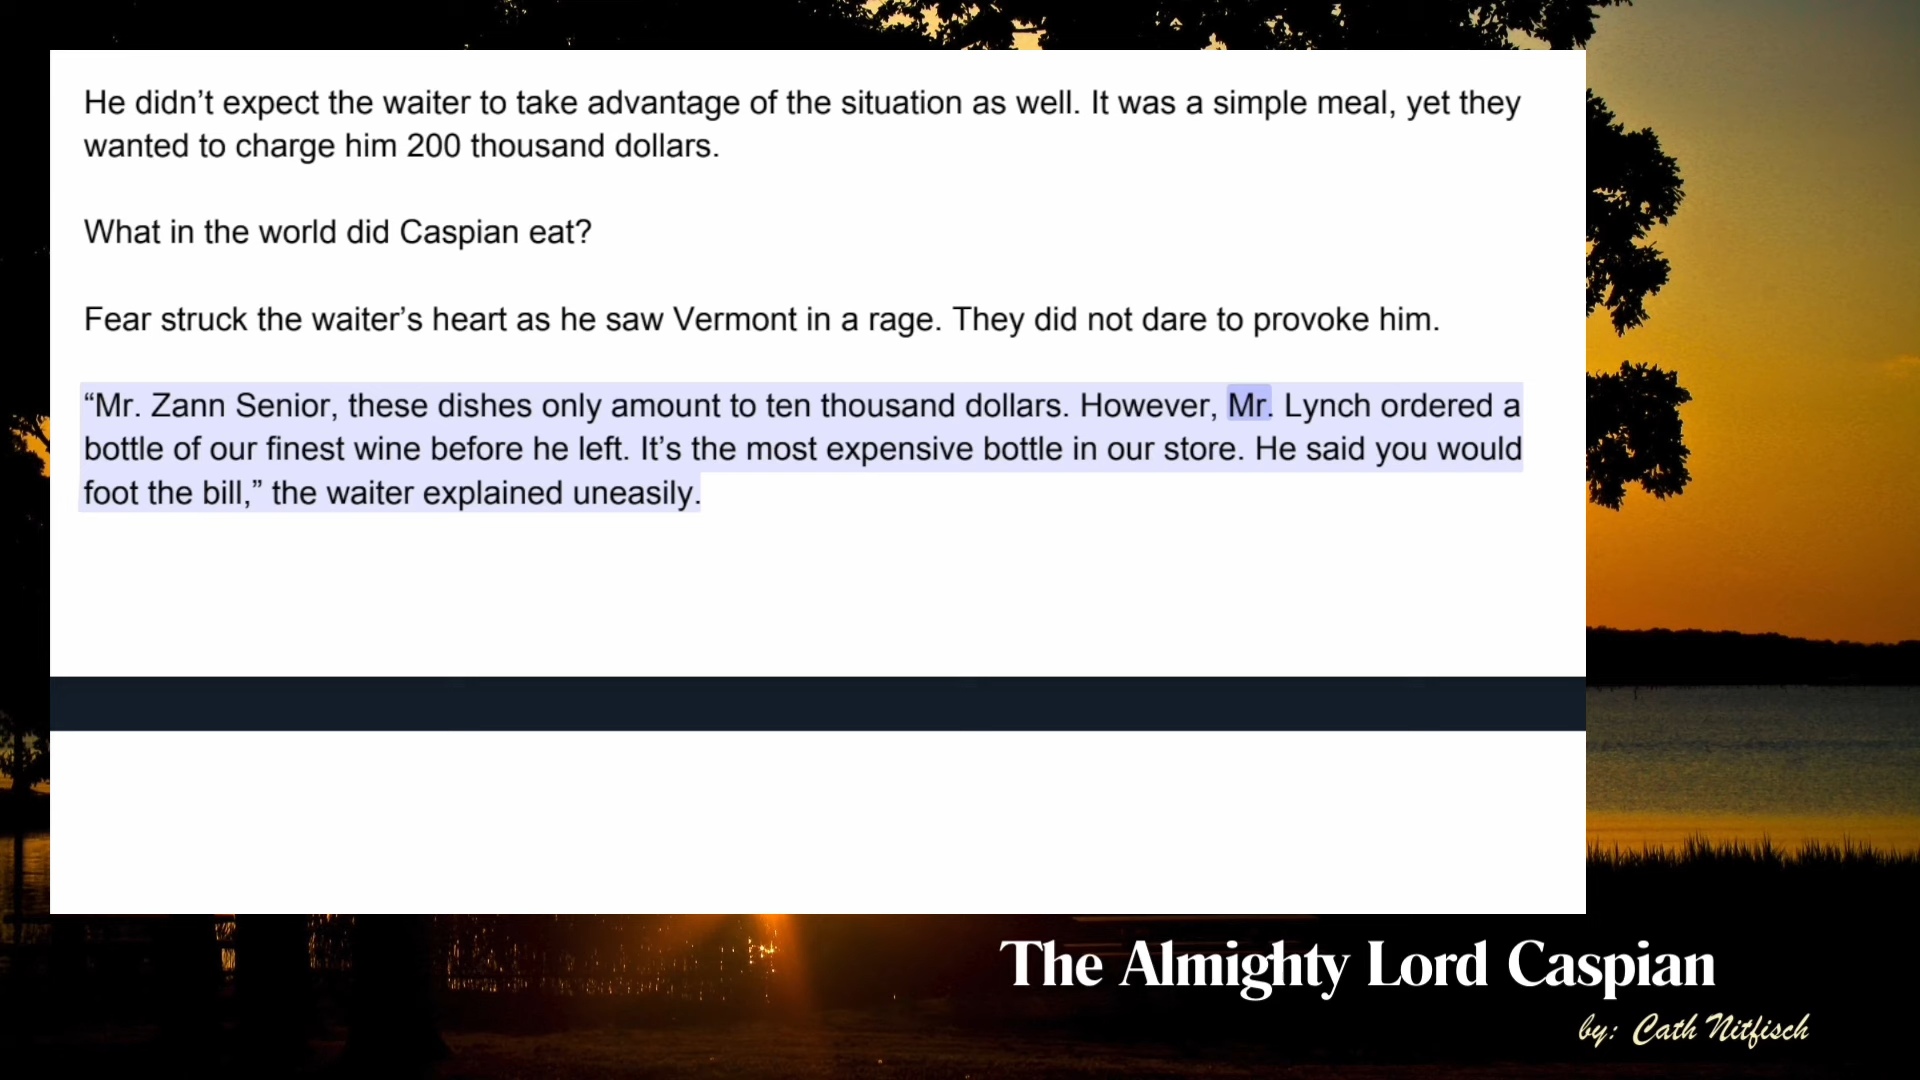 He didn’t expect the waiter to take advantage of the situation as well. It was a simple meal, yet they
wanted to charge him 200 thousand dollars.
What in the world did Caspian eat?
Fear struck the waiter’s heart as he saw Vermont in a rage. They did not dare to provoke him.
“Mr. Zann Senior, these dishes only amount to ten thousand dollars. However, Mr. Lynch ordered a
bottle of our finest wine before he left. It’s the most expensive bottle in our store. He said you would
foot the bill,” the waiter explained uneasily.
The Almighty Lord Caspian
by: Cath Nitfisch